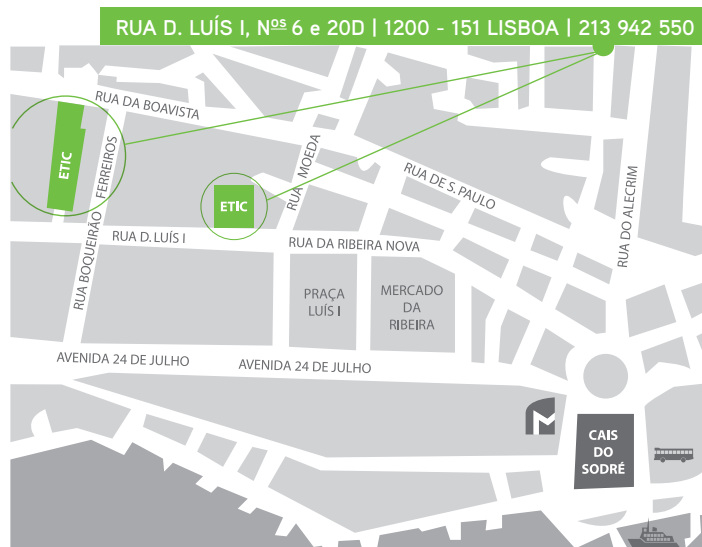 RUA D. LUÍS I, Nºˢ 6 e 20D | 1200 - 151 LISBOA | 213 942 550
RUA DA BOAVISTA
ETIC
RUA BOQUEIRÃO FERREIROS
RUA MOEDA
ETIC
RUA DE S. PAULO
RUA DO ALECRIM
RUA D. LUÍS I
RUA DA RIBEIRA NOVA
PRAÇA
LUÍS I
MERCADO
DA
RIBEIRA
AVENIDA 24 DE JULHO
AVENIDA 24 DE JULHO
M
CAIS
DO
SODRÉ